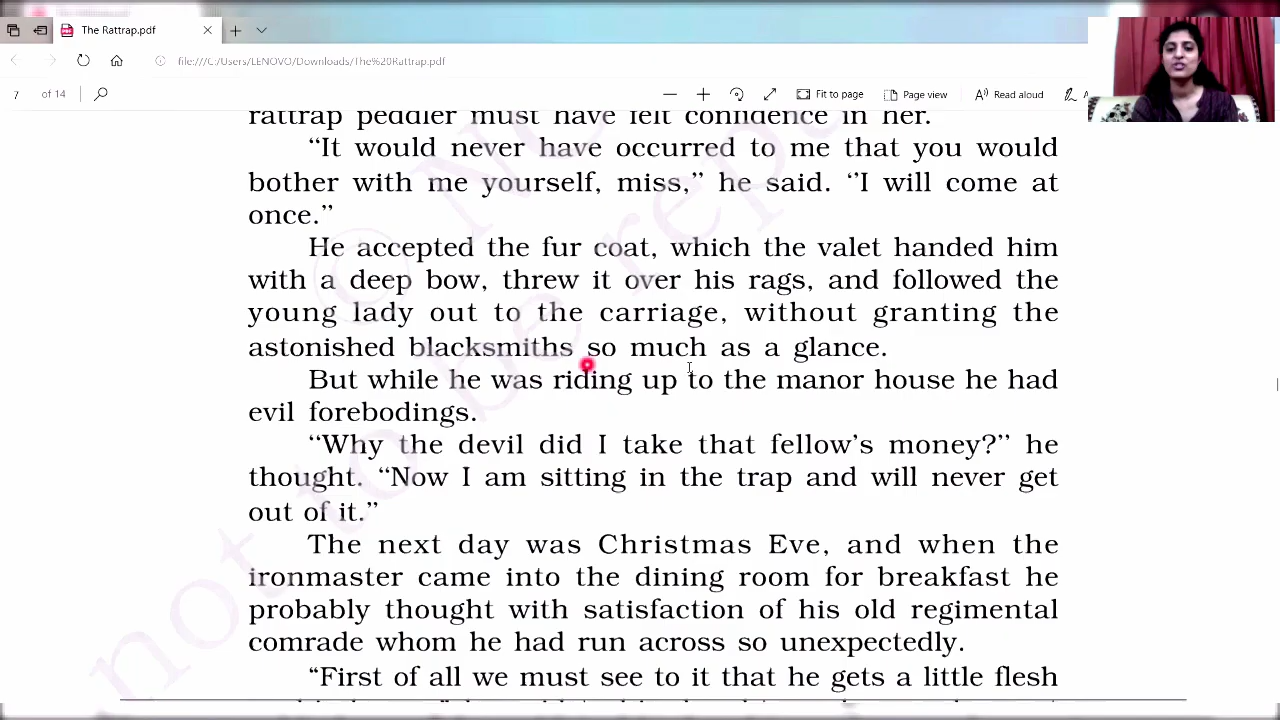 The Rattrap.pdf
file:///C:/Users/LENOVO/Downloads/The%20Rattrap.pdf
7 of 14
Fit to page
Page view
Read aloud
rattrap peddler must have felt confidence in her.
“It would never have occurred to me that you would
bother with me yourself, miss,” he said. ‘’I will come at
once.’’
He accepted the fur coat, which the valet handed him
with a deep bow, threw it over his rags, and followed the
young lady out to the carriage, without granting the
astonished blacksmiths so much as a glance.
But while he was riding up to the manor house he had
evil forebodings.
‘‘Why the devil did I take that fellow’s money?’’ he
thought. “Now I am sitting in the trap and will never get
out of it.”
The next day was Christmas Eve, and when the
ironmaster came into the dining room for breakfast he
probably thought with satisfaction of his old regimental
comrade whom he had run across so unexpectedly.
“First of all we must see to it that he gets a little flesh
not to be rep